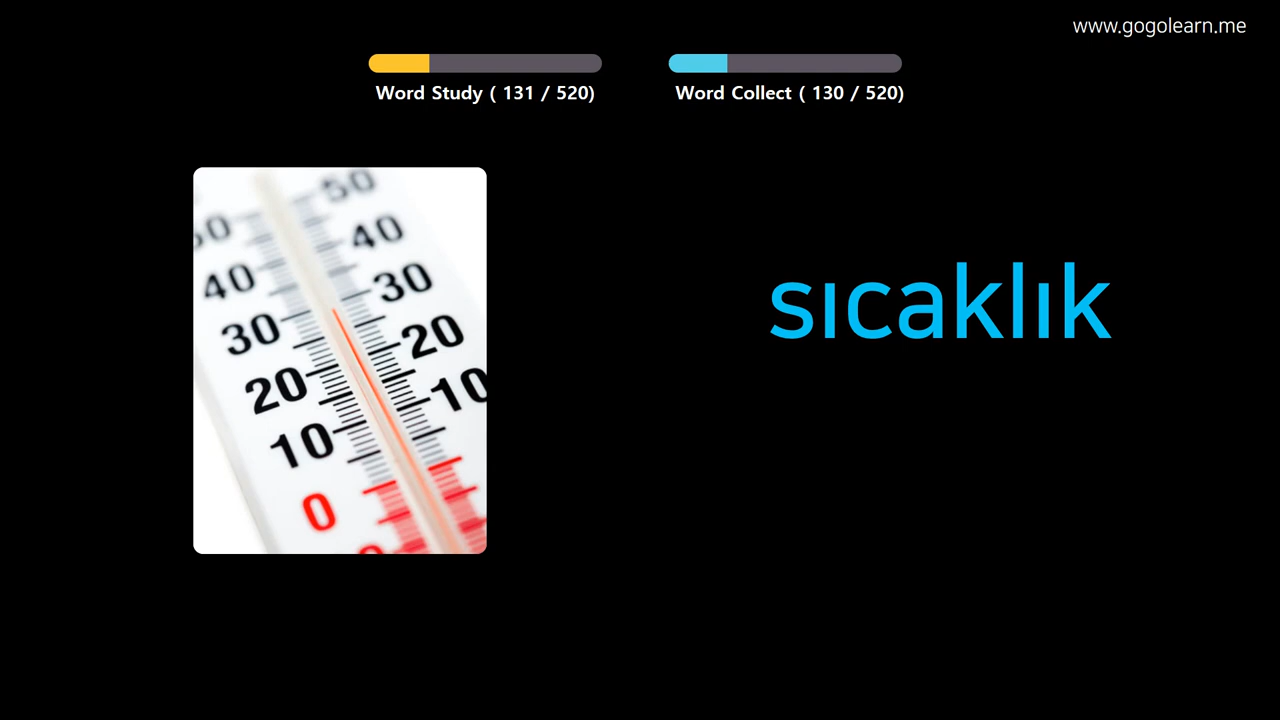 www.gogolearn.me
Word Study ( 131 / 520)
Word Collect ( 130 / 520)
50
50
40
40
30
30
20
20
10
10
0
sıcaklık